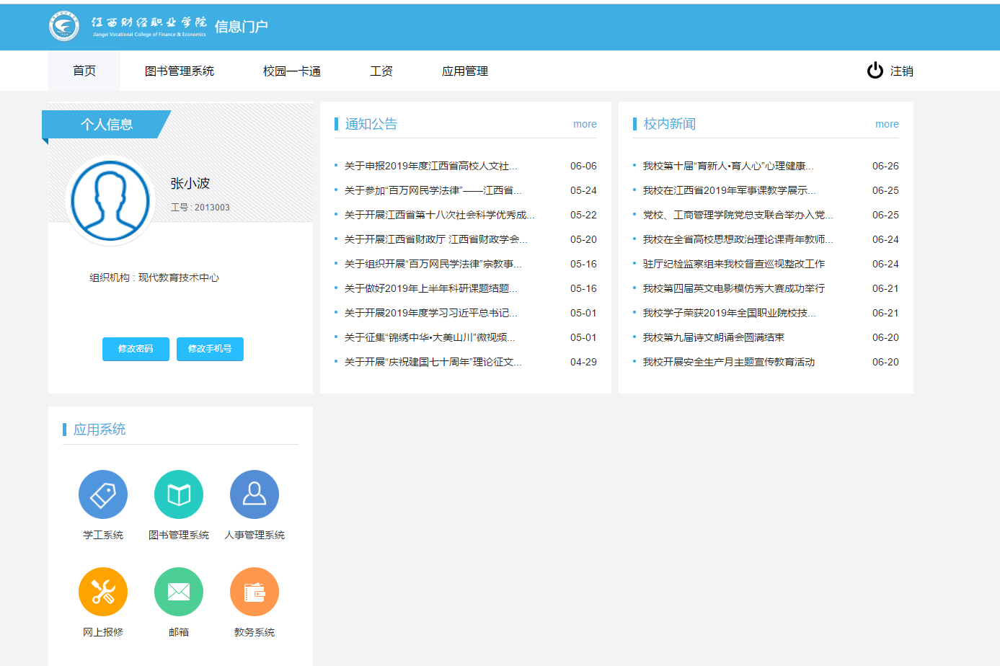 江西财经职业学院 信息门户
Jiangxi Vocational College of Finance & Economics
首页 图书管理系统 校园一卡通 工资 应用管理 注销
个人信息
张小波
工号 : 2013003
组织机构 : 现代教育技术中心
修改密码 修改手机号
通知公告 more
关于申报2019年度江西省高校人文社... 06-06
关于参加“百万网民学法律”——江西省... 05-24
关于开展江西省第十八次社会科学优秀成... 05-22
关于开展江西省财政厅 江西省财政学会... 05-20
关于组织开展“百万网民学法律”宗教事... 05-16
关于做好2019年上半年科研课题结题... 05-16
关于开展2019年度学习习近平总书记... 05-01
关于征集“锦绣中华•大美山川”微视频... 05-01
关于开展“庆祝建国七十周年”理论征文... 04-29
校内新闻 more
我校第十届“育新人•育人心”心理健康... 06-26
我校在江西省2019年军事课教学展示... 06-25
党校、工商管理学院党总支联合举办入党... 06-25
我校在全省高校思想政治理论课青年教师... 06-24
驻厅纪检监察组来我校督查巡视整改工作 06-24
我校第四届英文电影模仿秀大赛成功举行 06-21
我校学子荣获2019年全国职业院校技... 06-21
我校第九届诗文朗诵会圆满结束 06-20
我校开展安全生产月主题宣传教育活动 06-20
应用系统
学工系统 图书管理系统 人事管理系统
网上报修 邮箱 教务系统